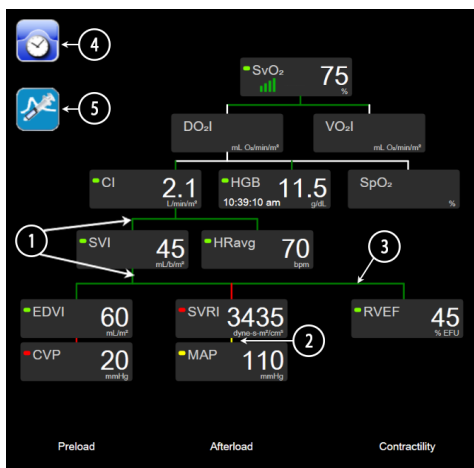 4
5
SvO₂ 75
%
DO₂I
mL O₂/min/m²
VO₂I
mL O₂/min/m²
CI 2.1
L/min/m²
HGB 11.5
10:39:10 am g/dL
SpO₂
%
1
SVI 45
mL/b/m²
HRavg 70
bpm
3
EDVI 60
mL/m²
SVRI 3435
dyne-s-m²/cm⁵
RVEF 45
% EFU
2
CVP 20
mmHg
MAP 110
mmHg
Preload Afterload Contractility